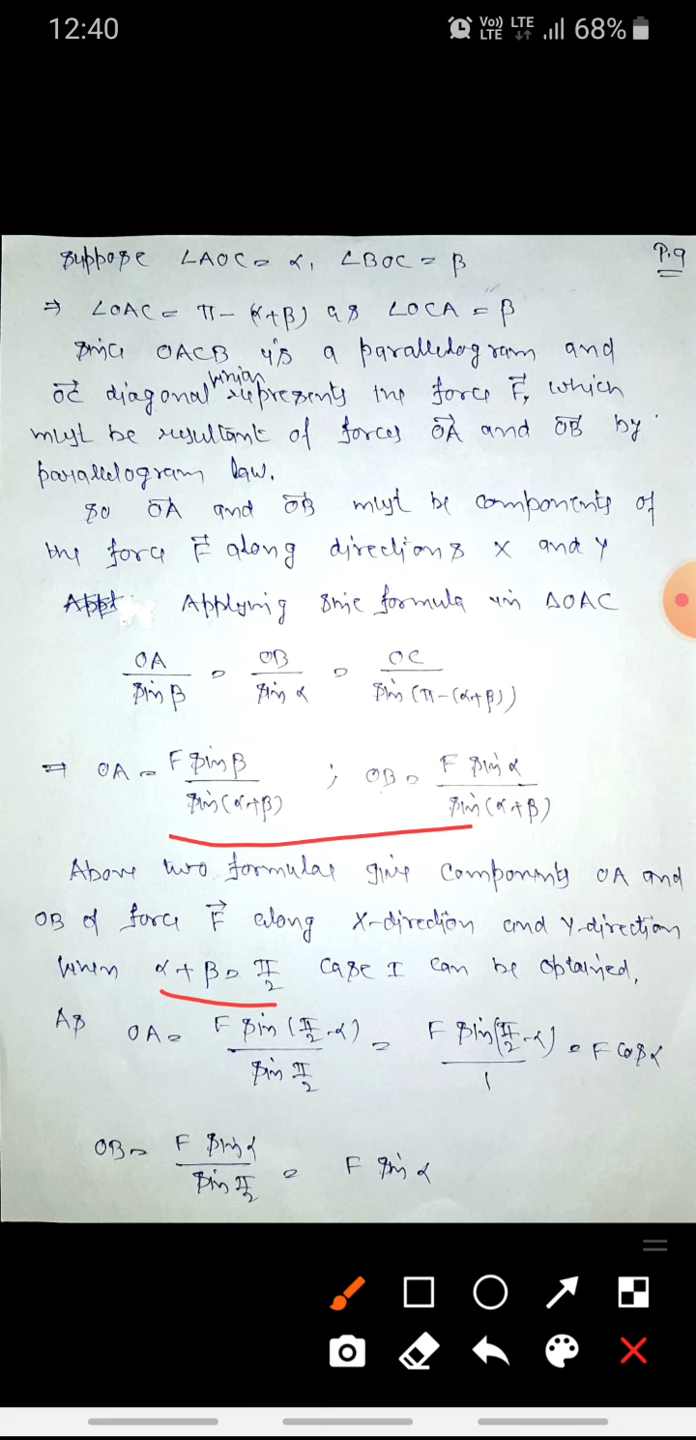 12:40 Vo)) LTE LTE 68%
P.9
Suppose ∠AOC = α, ∠BOC = β
⇒ ∠OAC = π - (α+β) as ∠OCA = β
Since OACB is a parallelogram and
OC⃗ diagonal which represents the force F⃗, which
must be resultant of forces OA⃗ and OB⃗ by
parallelogram law.
So OA⃗ and OB⃗ must be components of
the force F⃗ along directions X and Y
Applying sine formula in ΔOAC
OA/Sin β = OB/Sin α = OC/Sin(π-(α+β))
⇒ OA = F Sin β/Sin(α+β) ; OB = F Sin α/Sin(α+β)
Above two formulas give components OA and
OB of force F⃗ along X-direction and Y-direction
When α+β = π/2 Case I can be obtained.
As OA = F Sin(π/2-α)/Sin π/2 = F Sin(π/2-α)/1 = F Cos α
OB = F Sin α/Sin π/2 = F Sin α